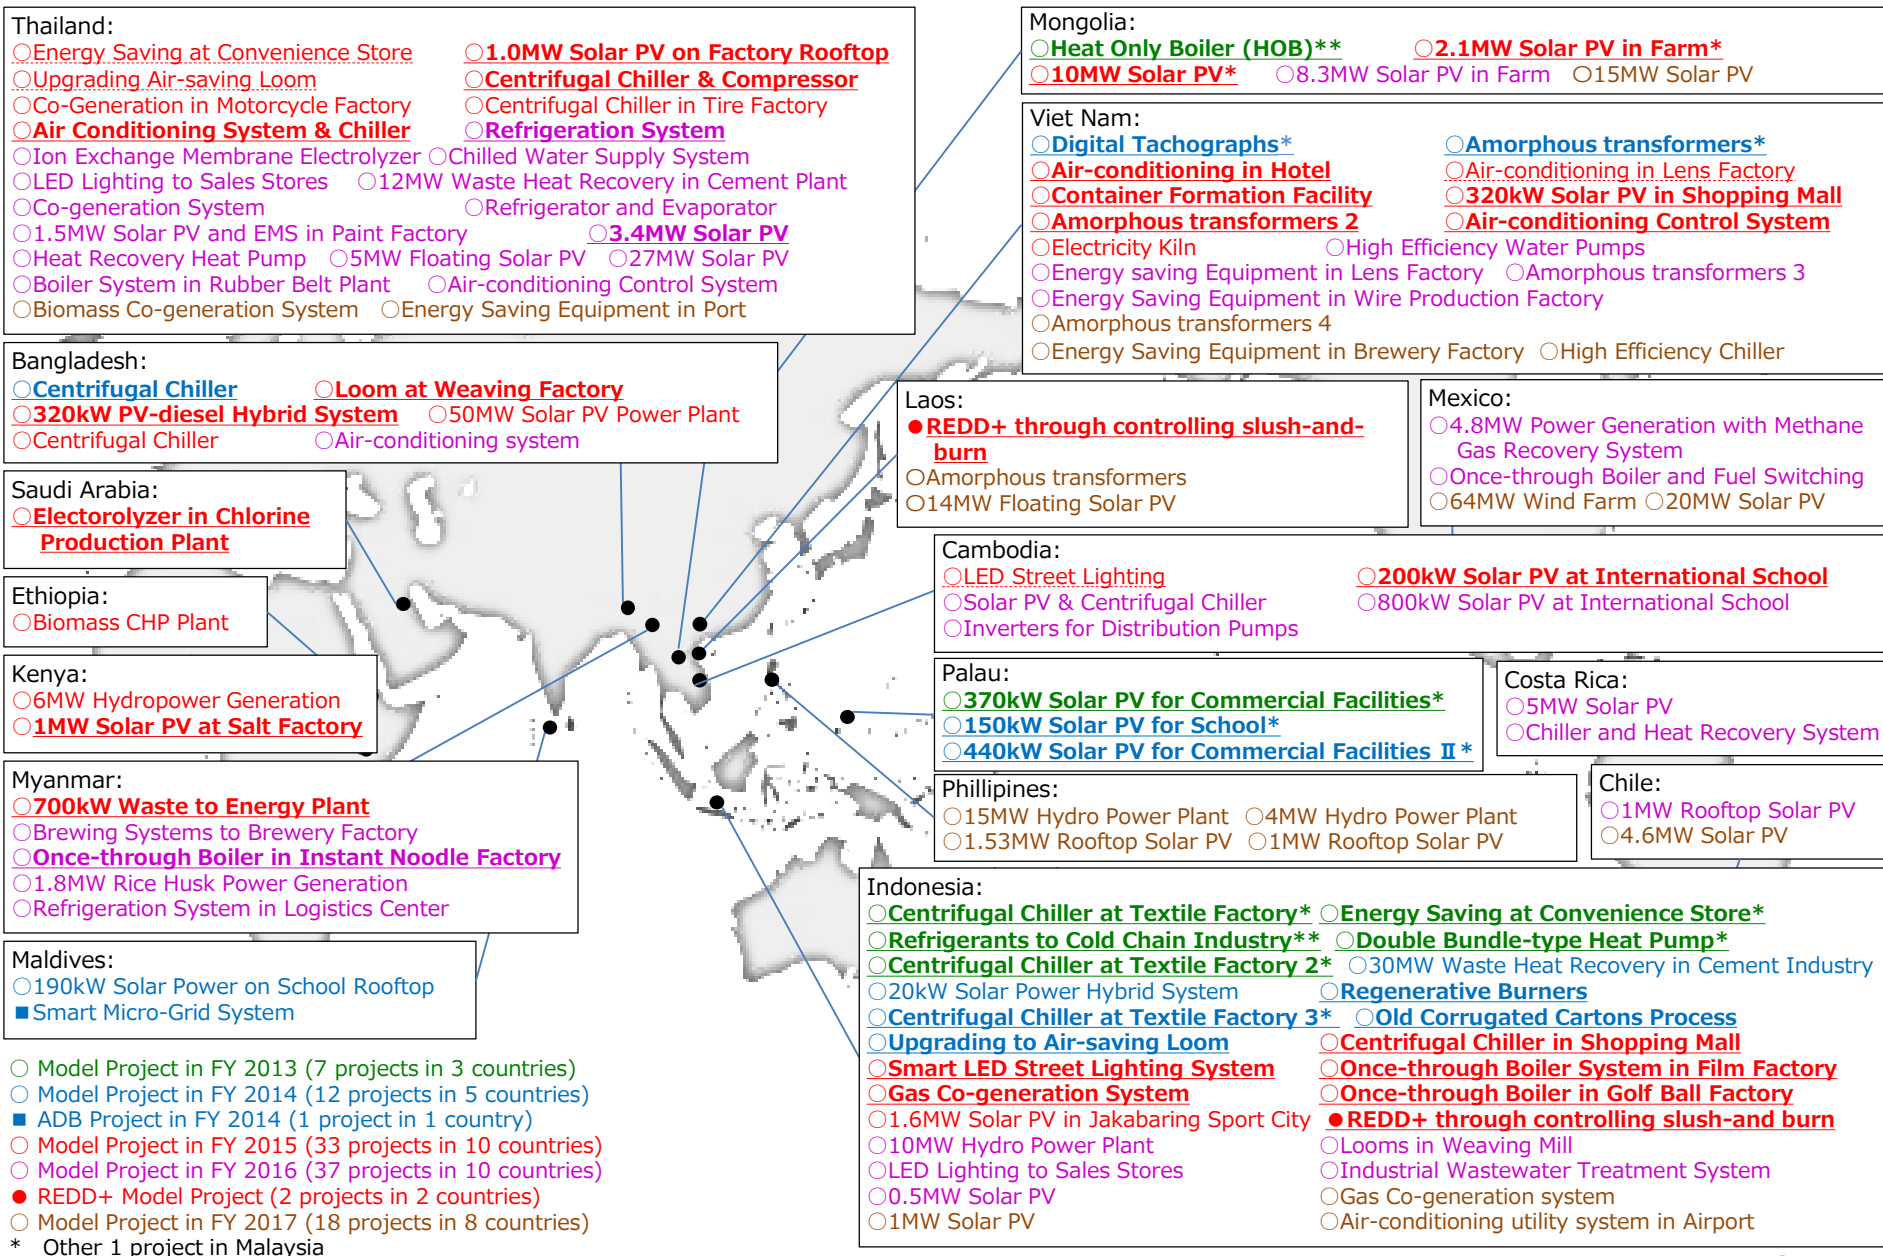 Thailand:
○Energy Saving at Convenience Store ○1.0MW Solar PV on Factory Rooftop
○Upgrading Air-saving Loom ○Centrifugal Chiller & Compressor
○Co-Generation in Motorcycle Factory ○Centrifugal Chiller in Tire Factory
○Air Conditioning System & Chiller ○Refrigeration System
○Ion Exchange Membrane Electrolyzer ○Chilled Water Supply System
○LED Lighting to Sales Stores ○12MW Waste Heat Recovery in Cement Plant
○Co-generation System ○Refrigerator and Evaporator
○1.5MW Solar PV and EMS in Paint Factory ○3.4MW Solar PV
○Heat Recovery Heat Pump ○5MW Floating Solar PV ○27MW Solar PV
○Boiler System in Rubber Belt Plant ○Air-conditioning Control System
○Biomass Co-generation System ○Energy Saving Equipment in Port
Mongolia:
○Heat Only Boiler (HOB)** ○2.1MW Solar PV in Farm*
○10MW Solar PV* ○8.3MW Solar PV in Farm ○15MW Solar PV
Viet Nam:
○Digital Tachographs* ○Amorphous transformers*
○Air-conditioning in Hotel ○Air-conditioning in Lens Factory
○Container Formation Facility ○320kW Solar PV in Shopping Mall
○Amorphous transformers 2 ○Air-conditioning Control System
○Electricity Kiln ○High Efficiency Water Pumps
○Energy saving Equipment in Lens Factory ○Amorphous transformers 3
○Energy Saving Equipment in Wire Production Factory
○Amorphous transformers 4
○Energy Saving Equipment in Brewery Factory ○High Efficiency Chiller
Bangladesh:
○Centrifugal Chiller ○Loom at Weaving Factory
○320kW PV-diesel Hybrid System ○50MW Solar PV Power Plant
○Centrifugal Chiller ○Air-conditioning system
Laos:
●REDD+ through controlling slush-and-
burn
○Amorphous transformers
○14MW Floating Solar PV
Mexico:
○4.8MW Power Generation with Methane
Gas Recovery System
○Once-through Boiler and Fuel Switching
○64MW Wind Farm ○20MW Solar PV
Saudi Arabia:
○Electorolyzer in Chlorine
Production Plant
Cambodia:
○LED Street Lighting ○200kW Solar PV at International School
○Solar PV & Centrifugal Chiller ○800kW Solar PV at International School
○Inverters for Distribution Pumps
Ethiopia:
○Biomass CHP Plant
Kenya:
○6MW Hydropower Generation
○1MW Solar PV at Salt Factory
Palau:
○370kW Solar PV for Commercial Facilities*
○150kW Solar PV for School*
○440kW Solar PV for Commercial Facilities Ⅱ*
Costa Rica:
○5MW Solar PV
○Chiller and Heat Recovery System
Myanmar:
○700kW Waste to Energy Plant
○Brewing Systems to Brewery Factory
○Once-through Boiler in Instant Noodle Factory
○1.8MW Rice Husk Power Generation
○Refrigeration System in Logistics Center
Phillipines:
○15MW Hydro Power Plant ○4MW Hydro Power Plant
○1.53MW Rooftop Solar PV ○1MW Rooftop Solar PV
Chile:
○1MW Rooftop Solar PV
○4.6MW Solar PV
Maldives:
○190kW Solar Power on School Rooftop
■Smart Micro-Grid System
Indonesia:
○Centrifugal Chiller at Textile Factory* ○Energy Saving at Convenience Store*
○Refrigerants to Cold Chain Industry** ○Double Bundle-type Heat Pump*
○Centrifugal Chiller at Textile Factory 2* ○30MW Waste Heat Recovery in Cement Industry
○20kW Solar Power Hybrid System ○Regenerative Burners
○Centrifugal Chiller at Textile Factory 3* ○Old Corrugated Cartons Process
○Upgrading to Air-saving Loom ○Centrifugal Chiller in Shopping Mall
○Smart LED Street Lighting System ○Once-through Boiler System in Film Factory
○Gas Co-generation System ○Once-through Boiler in Golf Ball Factory
○1.6MW Solar PV in Jakabaring Sport City ●REDD+ through controlling slush-and burn
○10MW Hydro Power Plant ○Looms in Weaving Mill
○LED Lighting to Sales Stores ○Industrial Wastewater Treatment System
○0.5MW Solar PV ○Gas Co-generation system
○1MW Solar PV ○Air-conditioning utility system in Airport
○ Model Project in FY 2013 (7 projects in 3 countries)
○ Model Project in FY 2014 (12 projects in 5 countries)
■ ADB Project in FY 2014 (1 project in 1 country)
○ Model Project in FY 2015 (33 projects in 10 countries)
○ Model Project in FY 2016 (37 projects in 10 countries)
● REDD+ Model Project (2 projects in 2 countries)
○ Model Project in FY 2017 (18 projects in 8 countries)
* Other 1 project in Malaysia